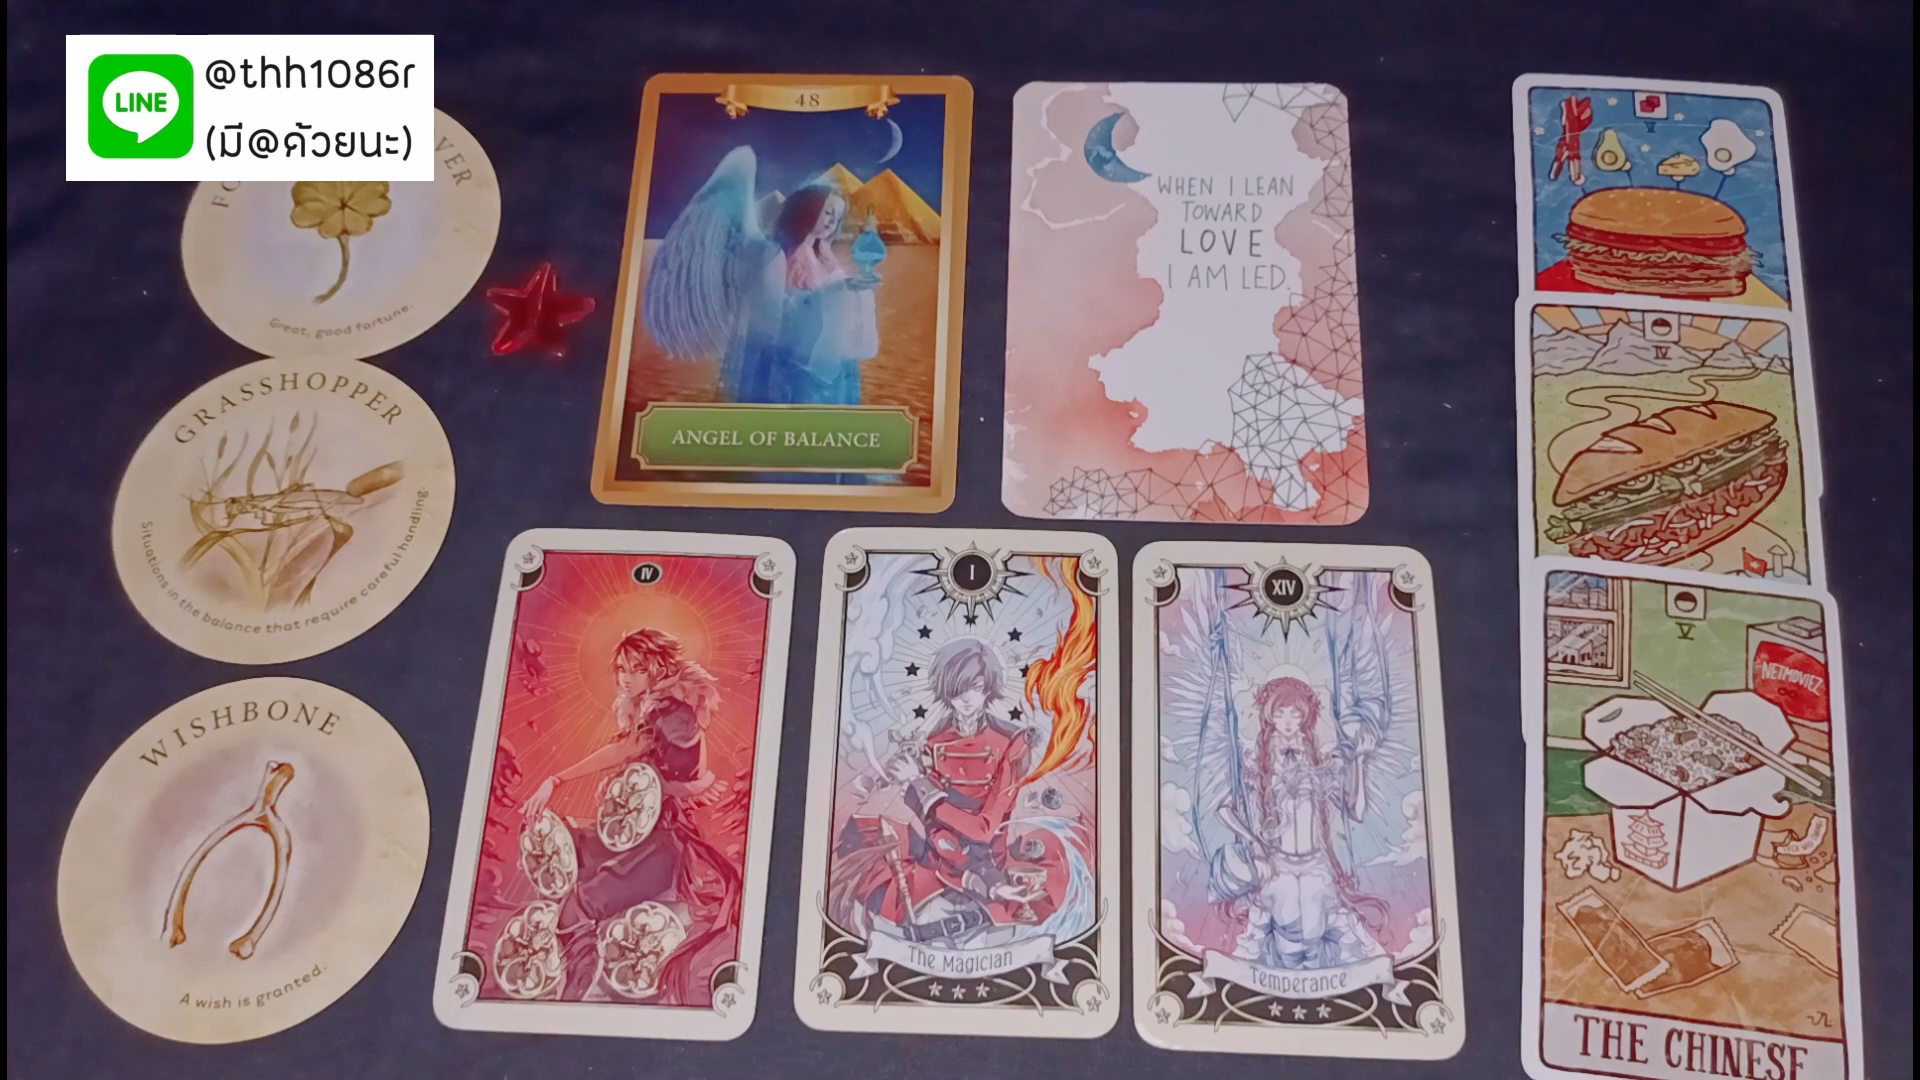 LINE
@thh1086r
(มี@ด้วยนะ)
VER
Great, good fortune.
GRASSHOPPER
Situations in the balance that require careful handling.
WISHBONE
A wish is granted.
48
ANGEL OF BALANCE
WHEN I LEAN
TOWARD
LOVE
I AM LED.
IV
I
The Magician
XIV
Temperance
V
IV
V
NETMOVIEZ
THE CHINESE